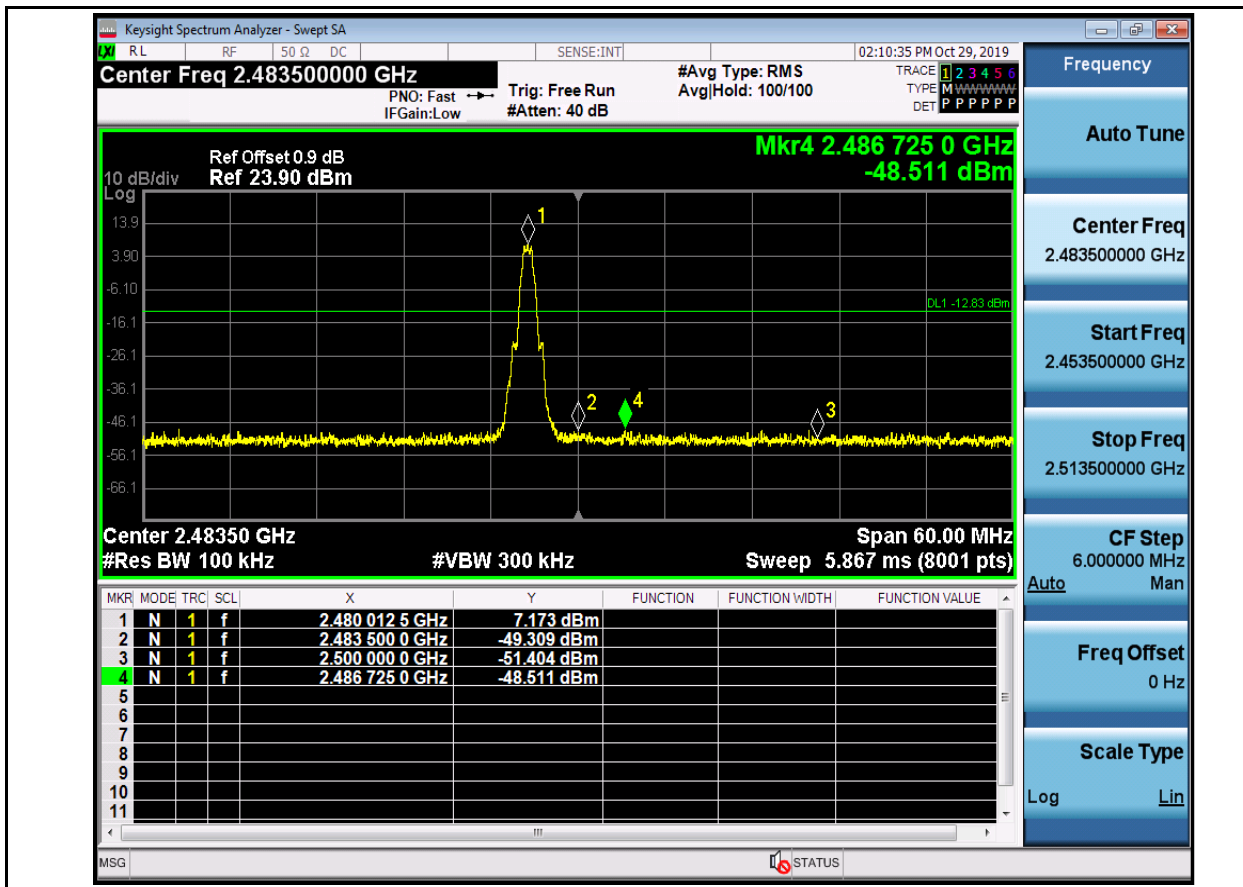 Keysight Spectrum Analyzer - Swept SA
LXI RL RF 50 Ω DC SENSE:INT 02:10:35 PM Oct 29, 2019
Center Freq 2.483500000 GHz
PNO: Fast
IFGain:Low
Trig: Free Run
#Atten: 40 dB
#Avg Type: RMS
Avg|Hold: 100/100
TRACE 1 2 3 4 5 6
TYPE M WWWWW
DET P P P P P P
Mkr4 2.486 725 0 GHz
-48.511 dBm
Ref Offset 0.9 dB
10 dB/div Ref 23.90 dBm
Log
13.9
3.90
-6.10
-16.1
-26.1
-36.1
-46.1
-56.1
-66.1
1
DL1 -12.83 dBm
2
4
3
Center 2.48350 GHz Span 60.00 MHz
#Res BW 100 kHz #VBW 300 kHz Sweep 5.867 ms (8001 pts)
MKR MODE TRC SCL X Y FUNCTION FUNCTION WIDTH FUNCTION VALUE
1 N 1 f 2.480 012 5 GHz 7.173 dBm
2 N 1 f 2.483 500 0 GHz -49.309 dBm
3 N 1 f 2.500 000 0 GHz -51.404 dBm
4 N 1 f 2.486 725 0 GHz -48.511 dBm
5
6
7
8
9
10
11
MSG STATUS
Frequency
Auto Tune
Center Freq
2.483500000 GHz
Start Freq
2.453500000 GHz
Stop Freq
2.513500000 GHz
CF Step
6.000000 MHz
Auto Man
Freq Offset
0 Hz
Scale Type
Log Lin